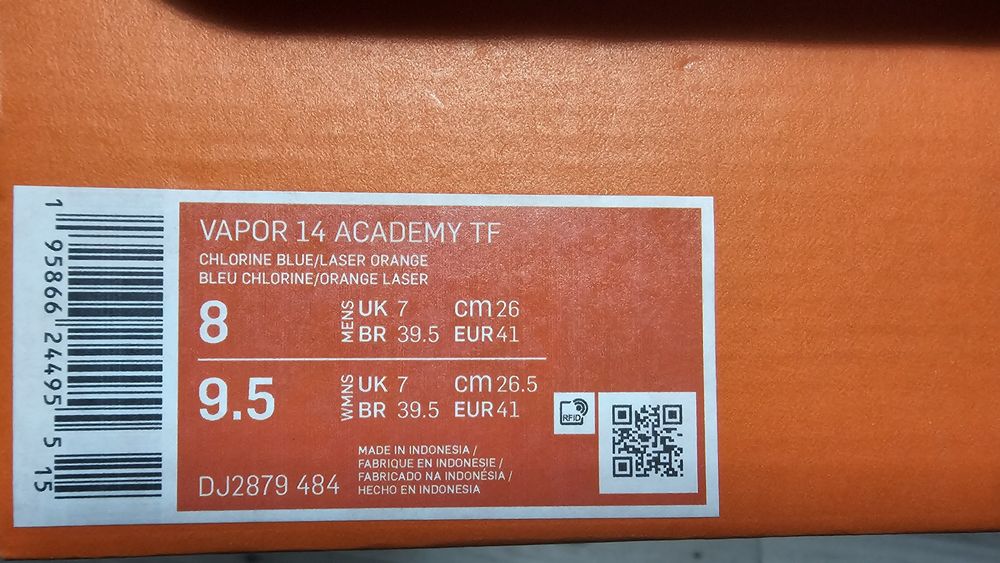 1 95866 24495 5 15
VAPOR 14 ACADEMY TF
CHLORINE BLUE/LASER ORANGE
BLEU CHLORINE/ORANGE LASER
8 MENS UK 7 cm 26
BR 39.5 EUR 41
9.5 WMNS UK 7 cm 26.5
BR 39.5 EUR 41
RFID
MADE IN INDONESIA /
FABRIQUE EN INDONESIE /
FABRICADO NA INDONÉSIA /
HECHO EN INDONESIA
DJ2879 484